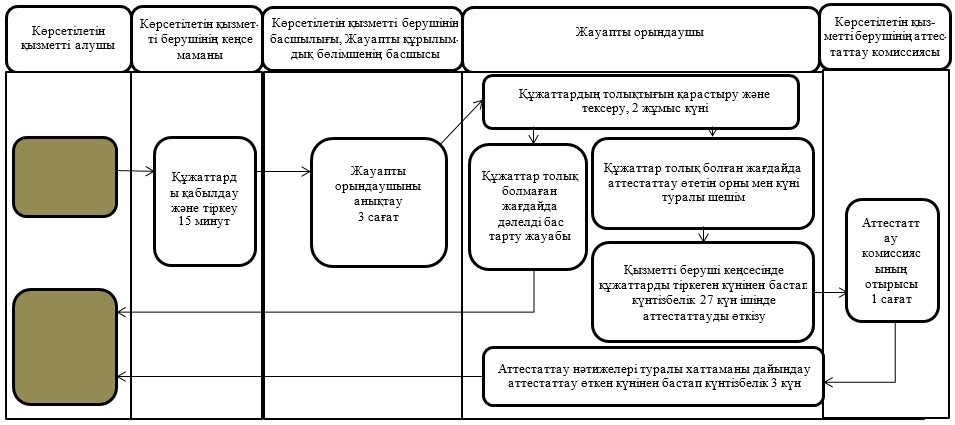 Көрсетілетін
қызметті алушы
Көрсетілетін қызмет-
ті берушінің кеңсе
маманы
Көрсетілетін қызметті берушінің
басшылығы, Жауапты құрылым-
дық бөлімшенің басшысы
Жауапты орындаушы
Көрсетілетін қыз-
метті берушінің аттес-
таттау комиссиясы
Құжаттард
ы қабылдау
және тіркеу
15 минут
Жауапты
орындаушыны
анықтау
3 сағат
Құжаттардың толықтығын қарастыру және
тексеру, 2 жұмыс күні
Құжаттар толық
болмаған
жағдайда
дәлелді бас
тарту жауабы
Құжаттар толық болған жағдайда
аттестаттау өтетін орны мен күні
туралы шешім
Қызметті беруші кеңсесінде
құжаттарды тіркеген күнінен бастап
күнтізбелік 27 күн ішінде
аттестаттауды өткізу
Аттестатт
ау
комиссияс
ының
отырысы
1 сағат
Аттестаттау нәтижелері туралы хаттаманы дайындау
аттестаттау өткен күнінен бастап күнтізбелік 3 күн